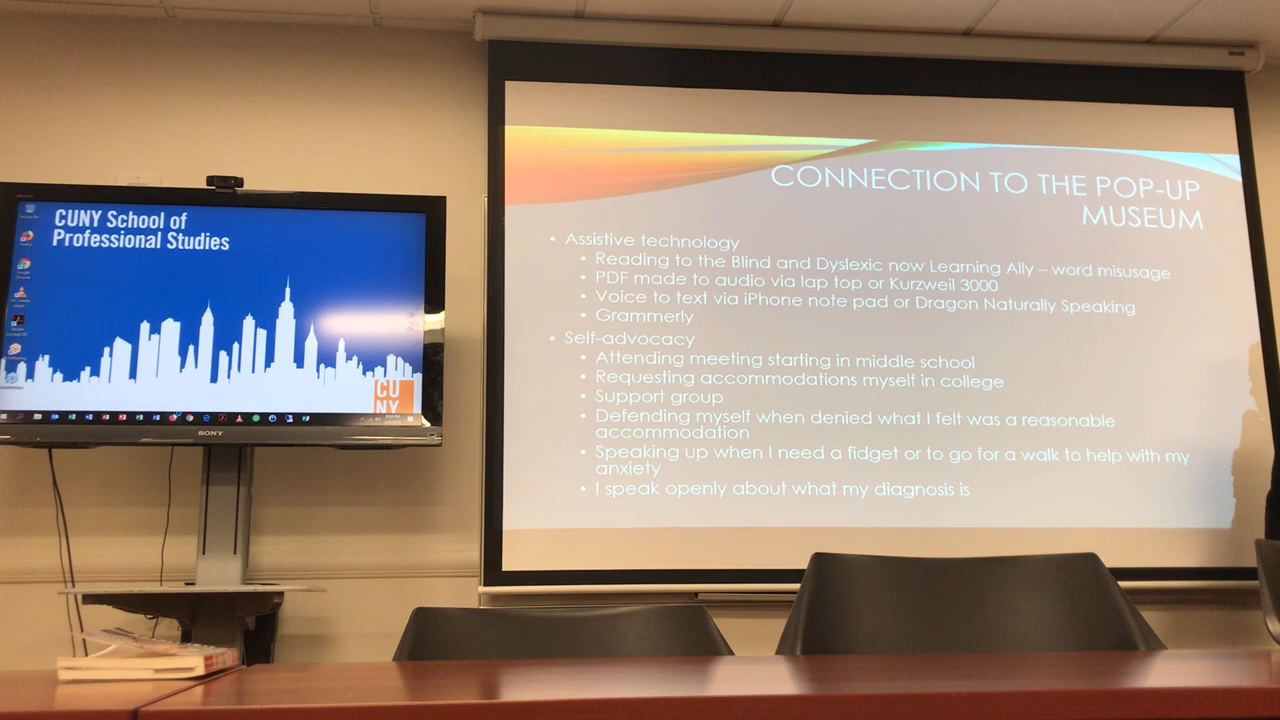 CUNY School of
Professional Studies
CU
NY
SONY
CONNECTION TO THE POP-UP
MUSEUM
• Assistive technology
• Reading to the Blind and Dyslexic now Learning Ally – word misusage
• PDF made to audio via lap top or Kurzweil 3000
• Voice to text via iPhone note pad or Dragon Naturally Speaking
• Grammerly
• Self-advocacy
• Attending meeting starting in middle school
• Requesting accommodations myself in college
• Support group
• Defending myself when denied what I felt was a reasonable
accommodation
• Speaking up when I need a fidget or to go for a walk to help with my
anxiety
• I speak openly about what my diagnosis is